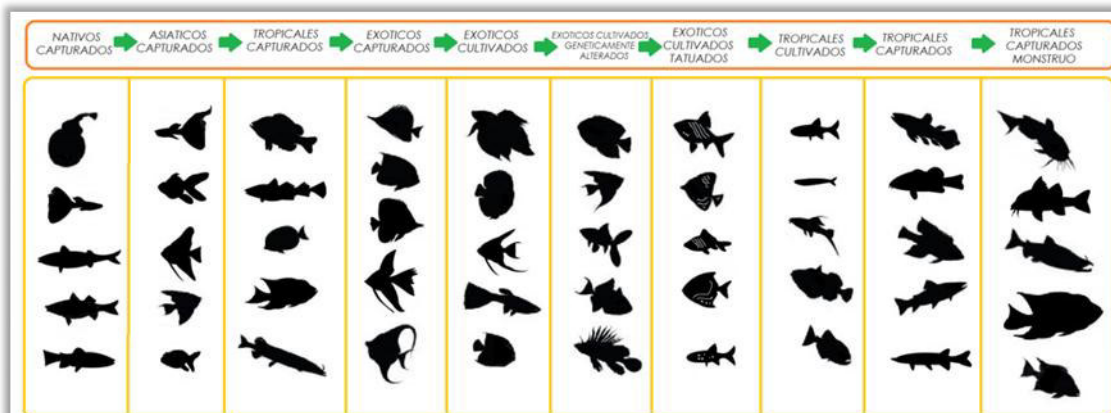 NATIVOS
CAPTURADOS
ASIATICOS
CAPTURADOS
TROPICALES
CAPTURADOS
EXOTICOS
CAPTURADOS
EXOTICOS
CULTIVADOS
EXOTICOS CULTIVADOS
GENETICAMENTE
ALTERADOS
EXOTICOS
CULTIVADOS
TATUADOS
TROPICALES
CULTIVADOS
TROPICALES
CAPTURADOS
TROPICALES
CAPTURADOS
MONSTRUO